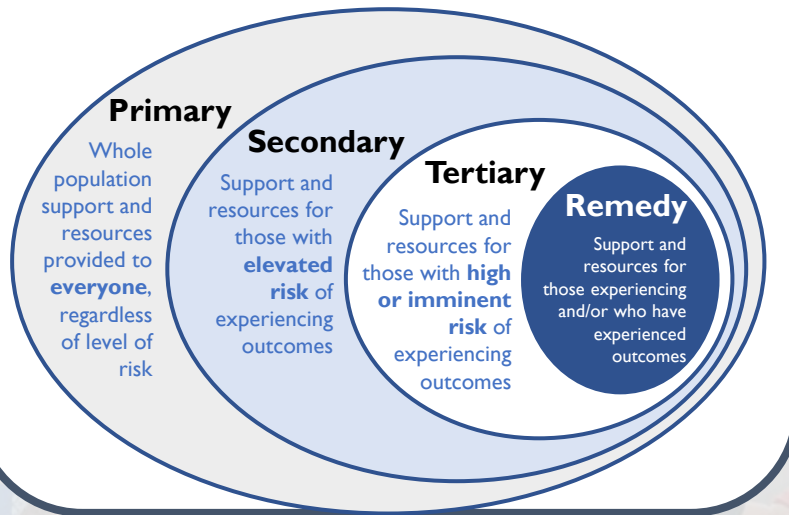 Primary
Whole
population
support and
resources
provided to
everyone,
regardless
of level of
risk
Secondary
Support and
resources for
those with
elevated
risk of
experiencing
outcomes
Tertiary
Support and
resources for
those with high
or imminent
risk of
experiencing
outcomes
Remedy
Support and
resources for
those experiencing
and/or who have
experienced
outcomes